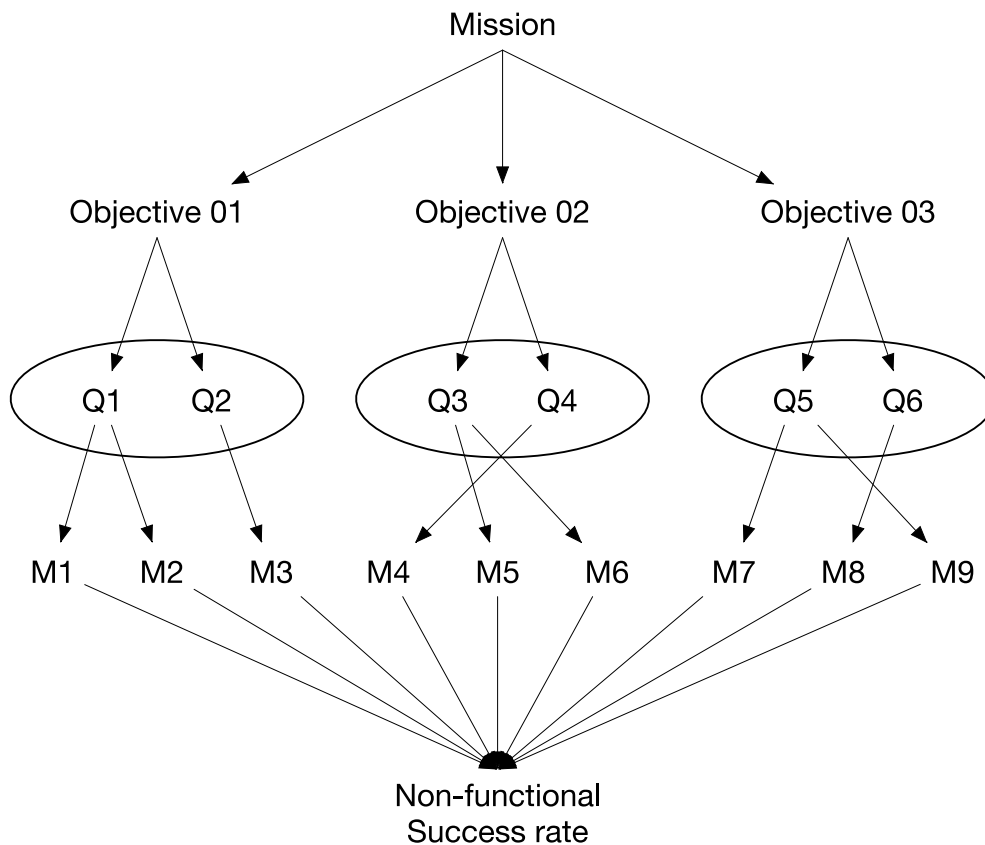 Mission
Objective 01 Objective 02 Objective 03
Q1 Q2 Q3 Q4 Q5 Q6
M1 M2 M3 M4 M5 M6 M7 M8 M9
Non-functional
Success rate